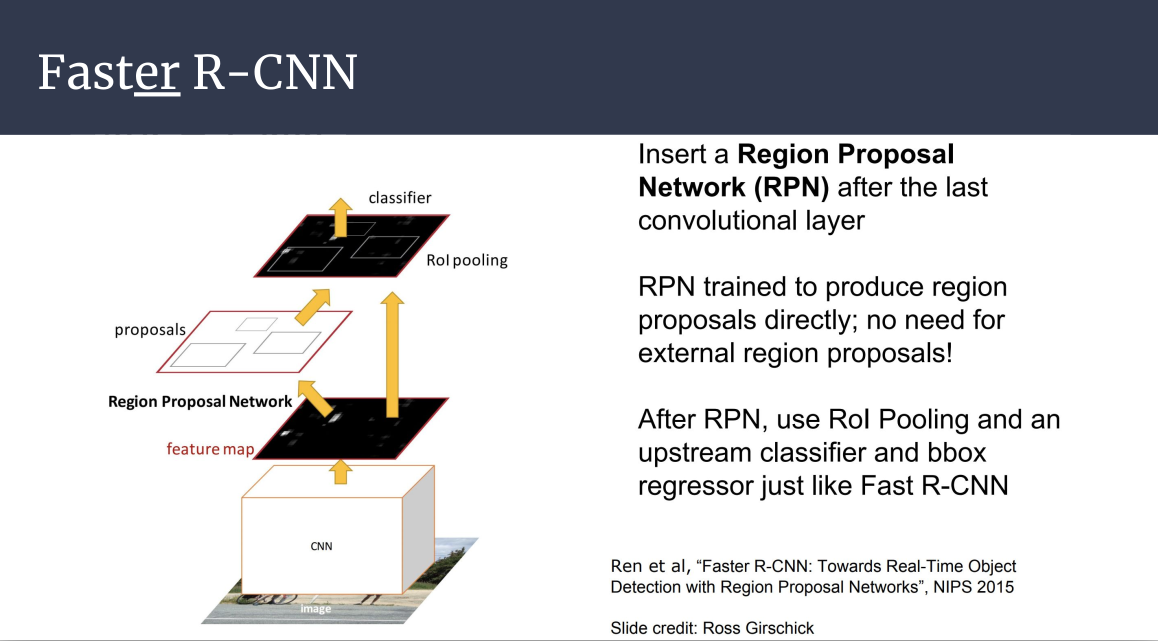 Faster R-CNN
classifier
RoI pooling
proposals
Region Proposal Network
feature map
CNN
image
Insert a Region Proposal
Network (RPN) after the last
convolutional layer
RPN trained to produce region
proposals directly; no need for
external region proposals!
After RPN, use RoI Pooling and an
upstream classifier and bbox
regressor just like Fast R-CNN
Ren et al, “Faster R-CNN: Towards Real-Time Object
Detection with Region Proposal Networks”, NIPS 2015
Slide credit: Ross Girschick